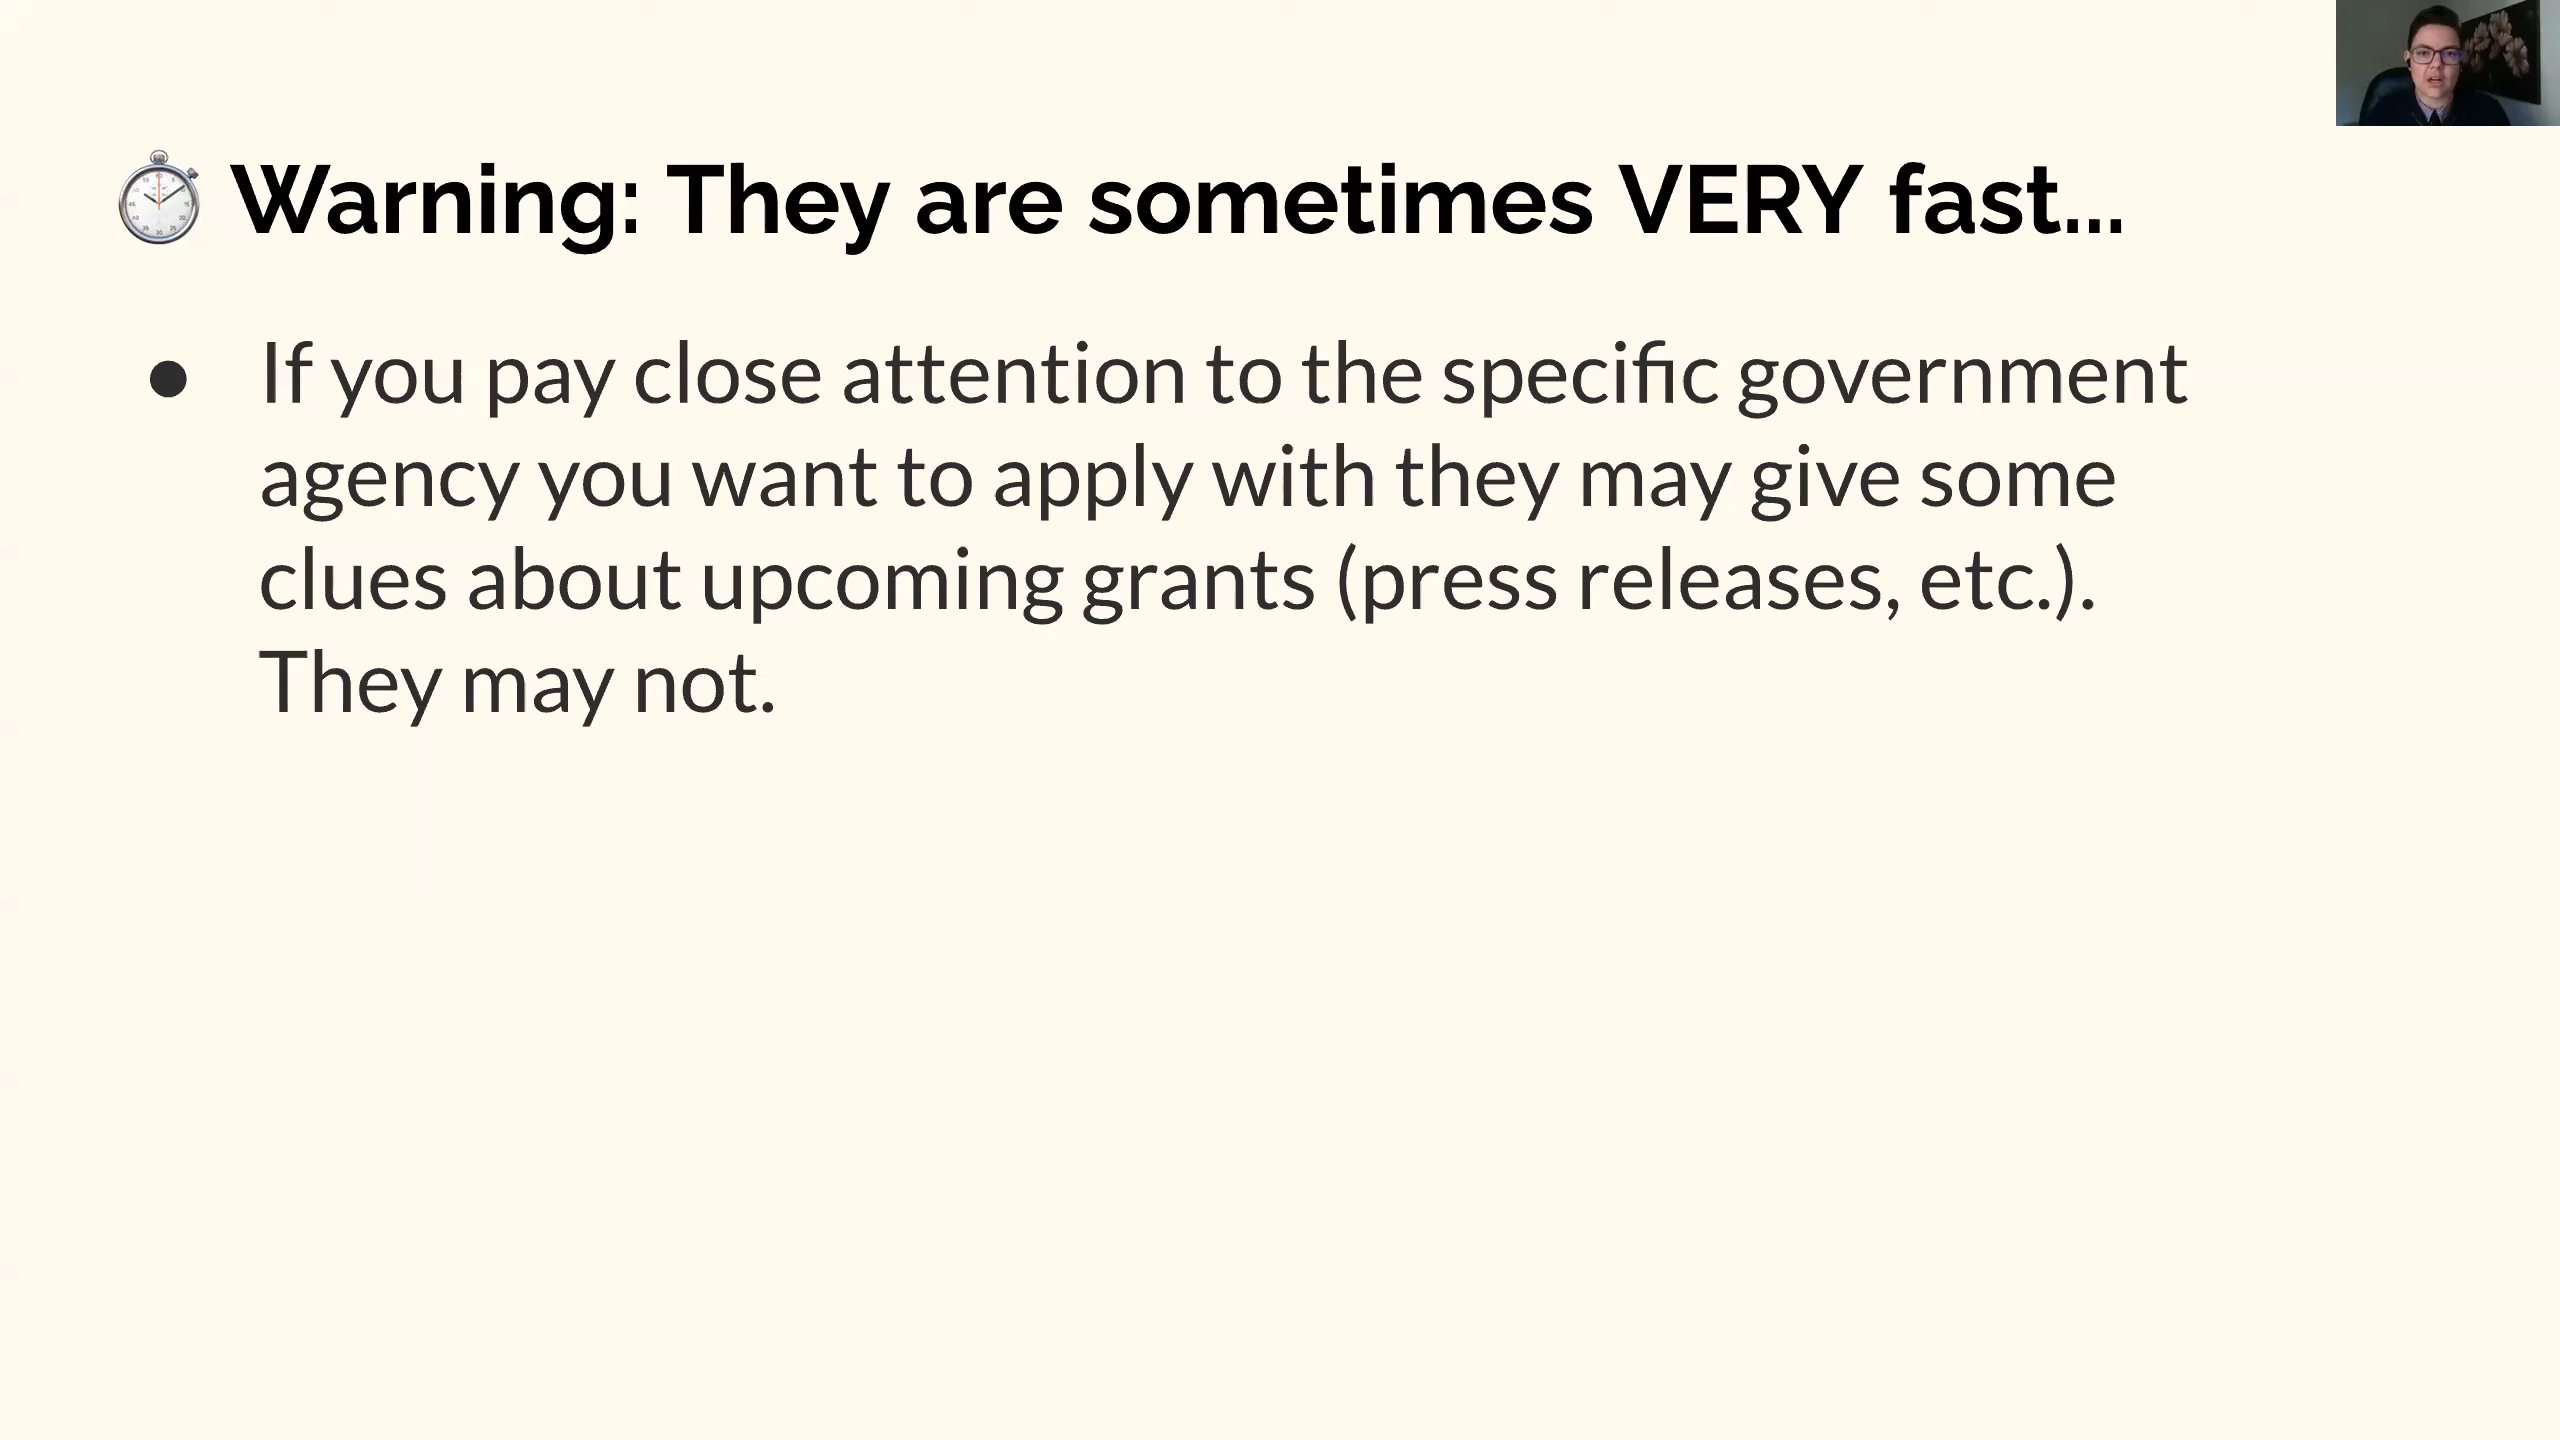 Warning: They are sometimes VERY fast...
● If you pay close attention to the specific government
agency you want to apply with they may give some
clues about upcoming grants (press releases, etc.).
They may not.